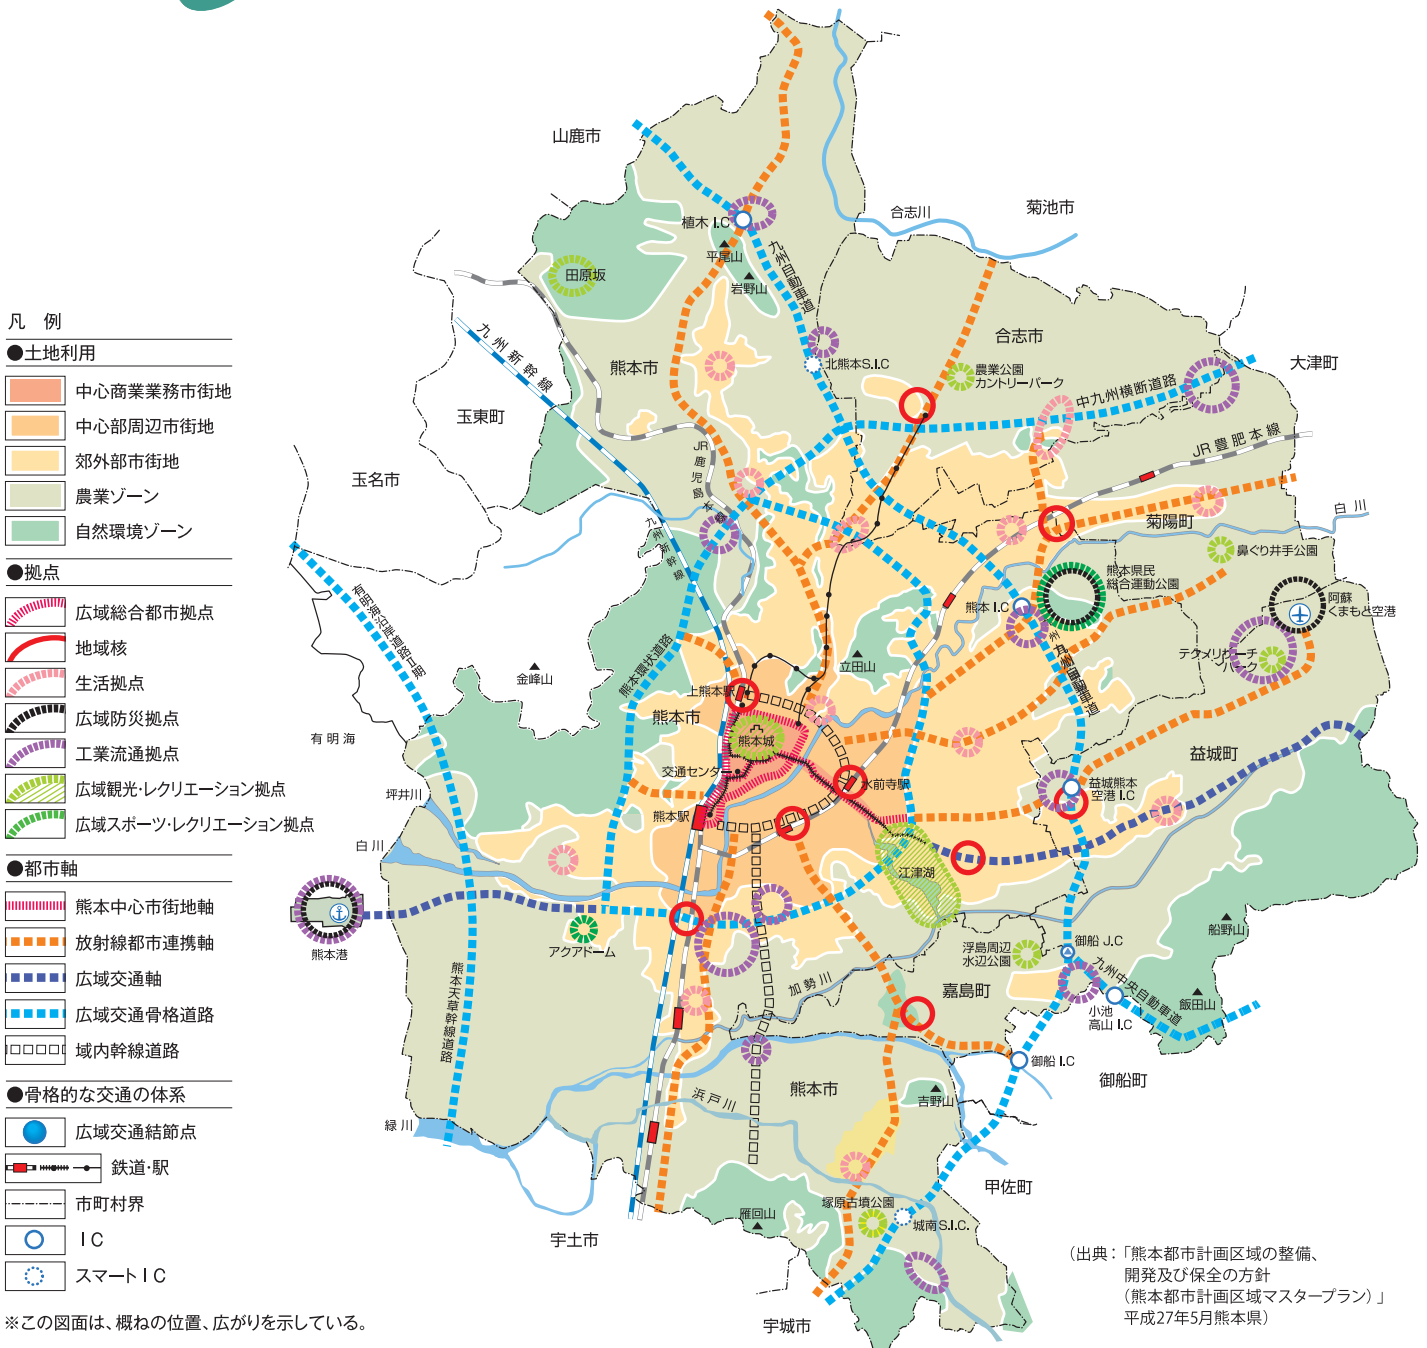 凡 例
●土地利用
中心商業業務市街地
中心部周辺市街地
郊外部市街地
農業ゾーン
自然環境ゾーン
●拠点
広域総合都市拠点
地域核
生活拠点
広域防災拠点
工業流通拠点
広域観光・レクリエーション拠点
広域スポーツ・レクリエーション拠点
●都市軸
熊本中心市街地軸
放射線都市連携軸
広域交通軸
広域交通骨格道路
域内幹線道路
●骨格的な交通の体系
広域交通結節点
鉄道・駅
市町村界
IC
スマートIC
※この図面は、概ねの位置、広がりを示している。
山鹿市
合志川
菊池市
植木 I.C
平尾山
岩野山
九州自動車道
田原坂
九州新幹線
熊本市
北熊本S.I.C
合志市
農業公園
カントリーパーク
大津町
中九州横断道路
玉東町
玉名市
JR鹿児島本線
JR豊肥本線
菊陽町
白川
鼻ぐり井手公園
九州新幹線
熊本県民
総合運動公園
熊本 I.C
阿蘇
くまもと空港
テクノリサーチ
パーク
九州自動車道
有明海沿岸道路II期
熊本環状道路
金峰山
立田山
上熊本駅
熊本市
熊本城
有明海
交通センター
水前寺駅
益城町
益城熊本
空港 I.C
坪井川
熊本駅
白川
江津湖
熊本港
アクアドーム
船野山
浮島周辺
水辺公園
御船 J.C
九州中央自動車道
加勢川
嘉島町
飯田山
小池
高山 I.C
熊本天草幹線道路
御船 I.C
御船町
熊本市
浜戸川
吉野山
緑川
甲佐町
塚原古墳公園
雁回山
城南 S.I.C.
宇土市
宇城市
（出典：「熊本都市計画区域の整備、
開発及び保全の方針
（熊本都市計画区域マスタープラン）」
平成27年5月熊本県）